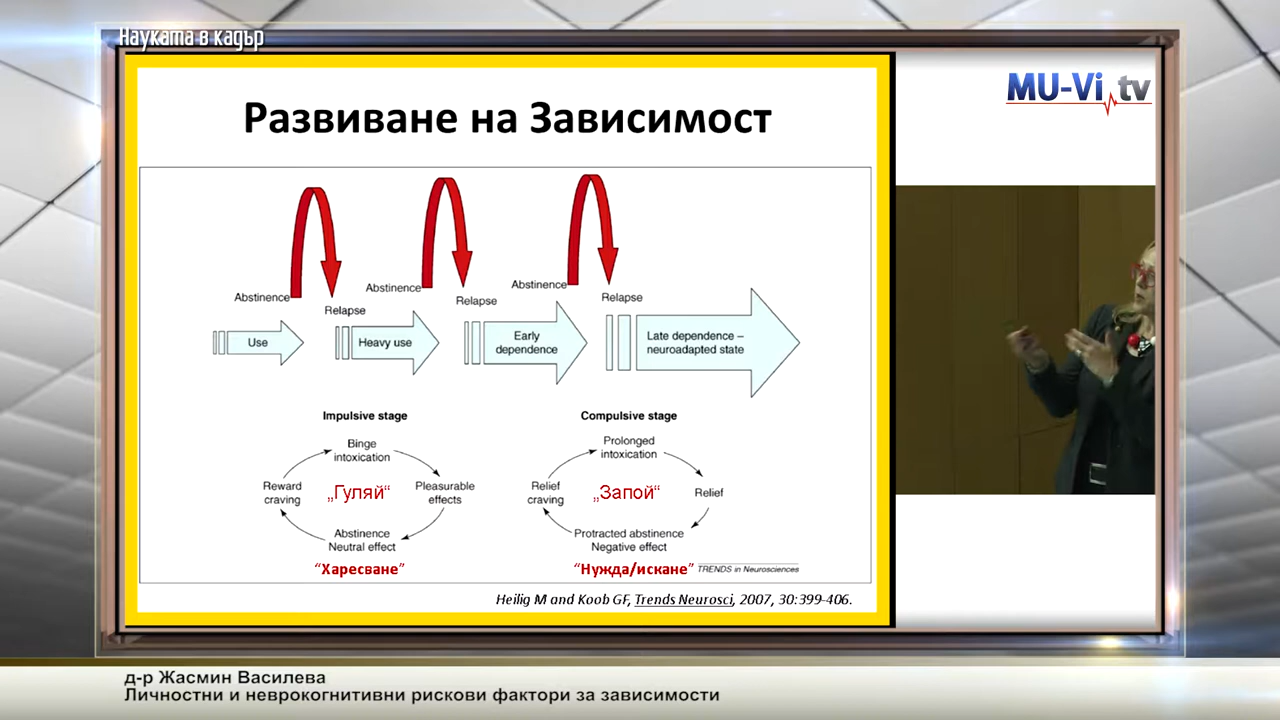 Науката в кадър
MU-Vi.tv
Развиване на Зависимост
Abstinence
Relapse
Abstinence
Relapse
Abstinence
Relapse
Use
Heavy use
Early
dependence
Late dependence –
neuroadapted state
Impulsive stage
Binge
intoxication
Reward
craving
„Гуляй“
Pleasurable
effects
Abstinence
Neutral effect
“Харесване”
Compulsive stage
Prolonged
intoxication
Relief
craving
„Запой“
Relief
Protracted abstinence
Negative effect
“Нужда/искане”
TRENDS in Neurosciences
Heilig M and Koob GF, Trends Neurosci, 2007, 30:399-406.
д-р Жасмин Василева
Личностни и неврокогнитивни рискови фактори за зависимости